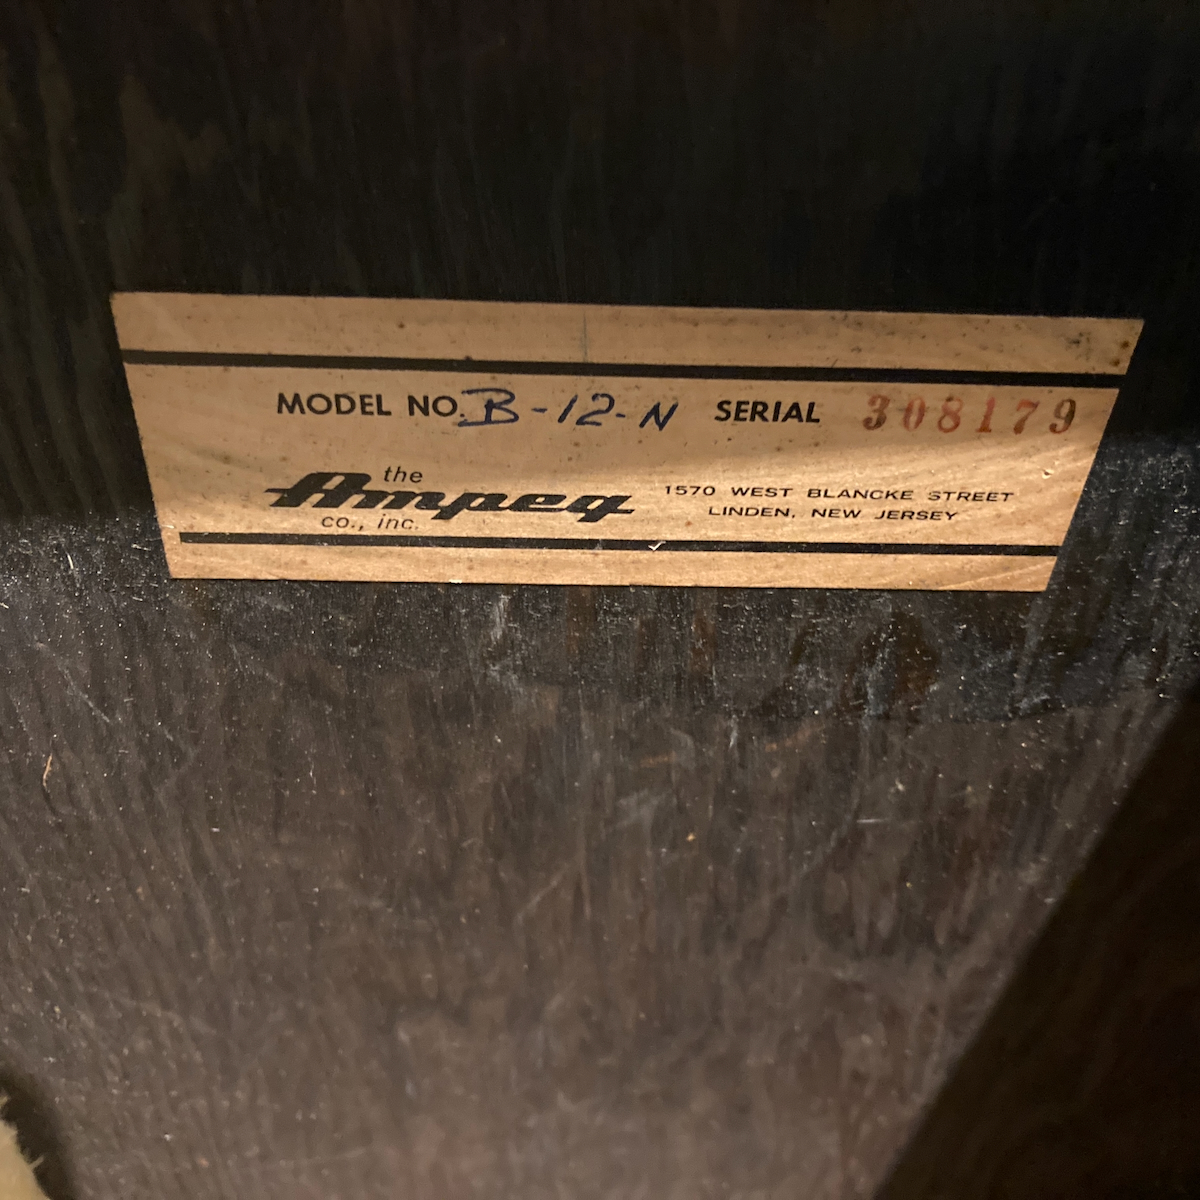 MODEL NO. B-12-N SERIAL 308179
the
Ampeg
co., inc.
1570 WEST BLANCKE STREET
LINDEN, NEW JERSEY